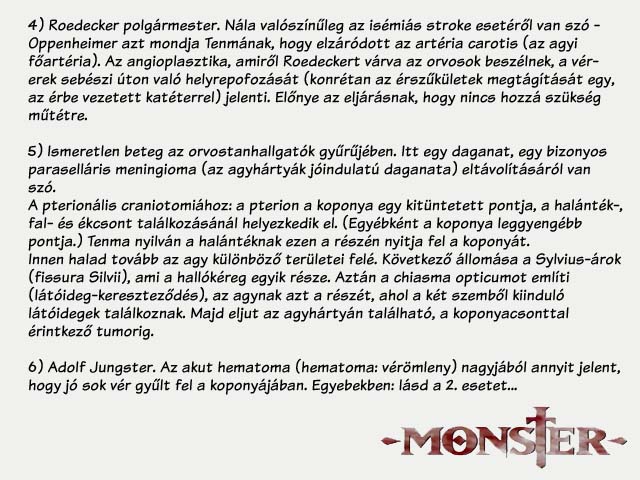 4) Roedecker polgármester. Nála valószínűleg az isémiás stroke esetéről van szó -
Oppenheimer azt mondja Tenmának, hogy elzáródott az artéria carotis (az agyi
főartéria). Az angioplasztika, amiről Roedeckert várva az orvosok beszélnek, a vér-
erek sebészi úton való helyrepofozását (konrétan az érszűkületek megtágítását egy,
az érbe vezetett katéterrel) jelenti. Előnye az eljárásnak, hogy nincs hozzá szükség
műtétre.
5) Ismeretlen beteg az orvostanhallgatók gyűrűjében. Itt egy daganat, egy bizonyos
paraselláris meningioma (az agyhártyák jóindulatú daganata) eltávolításáról van
szó.
A pterionális craniotomiához: a pterion a koponya egy kitüntetett pontja, a halánték-,
fal- és ékcsont találkozásánál helyezkedik el. (Egyébként a koponya leggyengébb
pontja.) Tenma nyilván a halántéknak ezen a részén nyitja fel a koponyát.
Innen halad tovább az agy különböző területei felé. Következő állomása a Sylvius-árok
(fissura Silvii), ami a hallókéreg egyik része. Aztán a chiasma opticumot említi
(látóideg-kereszteződés), az agynak azt a részét, ahol a két szemből kiinduló
látóidegek találkoznak. Majd eljut az agyhártyán található, a koponyacsonttal
érintkező tumorig.
6) Adolf Jungster. Az akut hematoma (hematoma: vérömleny) nagyjából annyit jelent,
hogy jó sok vér gyűlt fel a koponyájában. Egyebekben: lásd a 2. esetet...
-MONSTER-